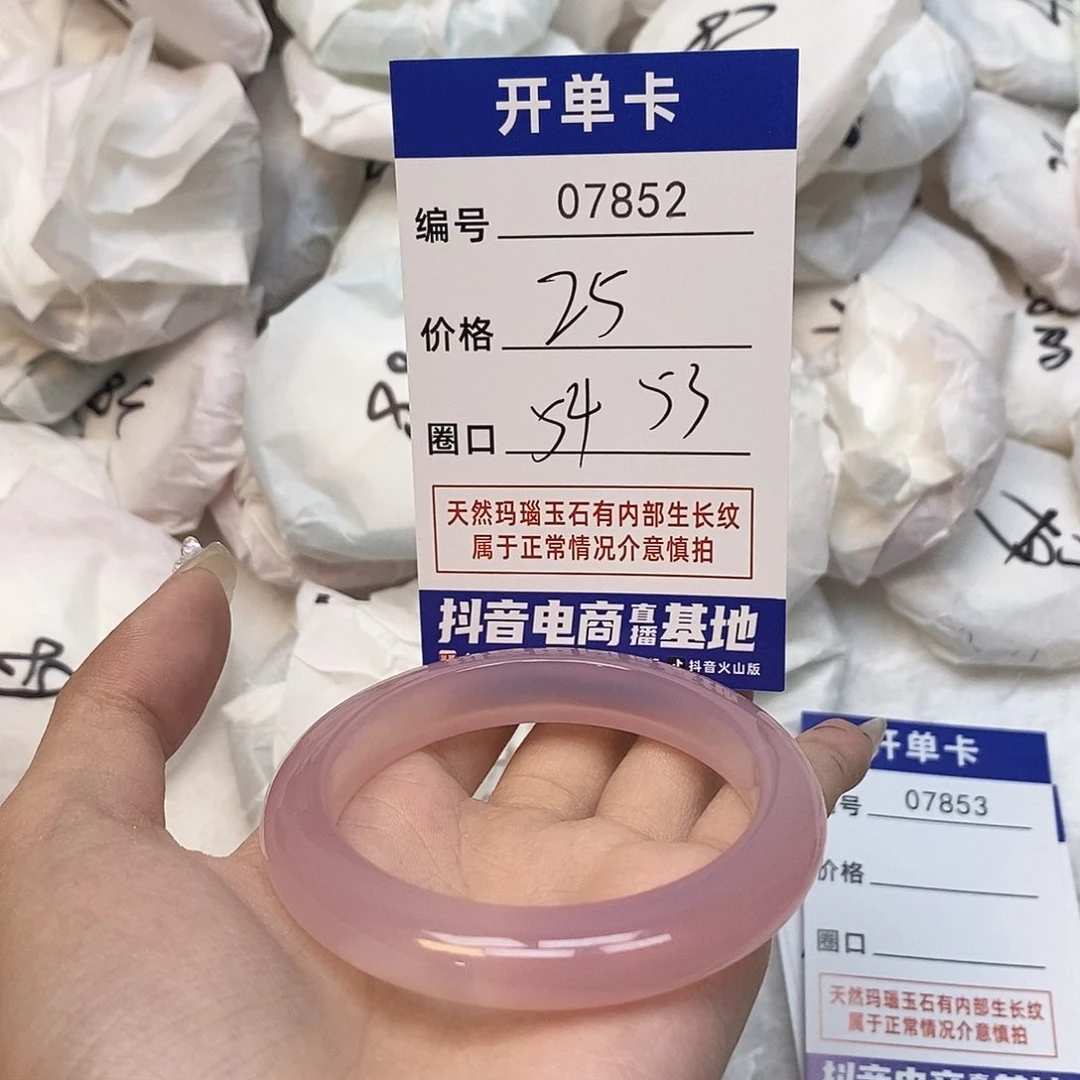 开单卡
编号 07852
价格 25
圈口 54 53
天然玛瑙玉石有内部生长纹
属于正常情况介意慎拍
抖音电商直播基地
抖音火山版
开单卡
号 07853
价格
圈口
天然玛瑙玉石有内部生长纹
属于正常情况介意慎拍